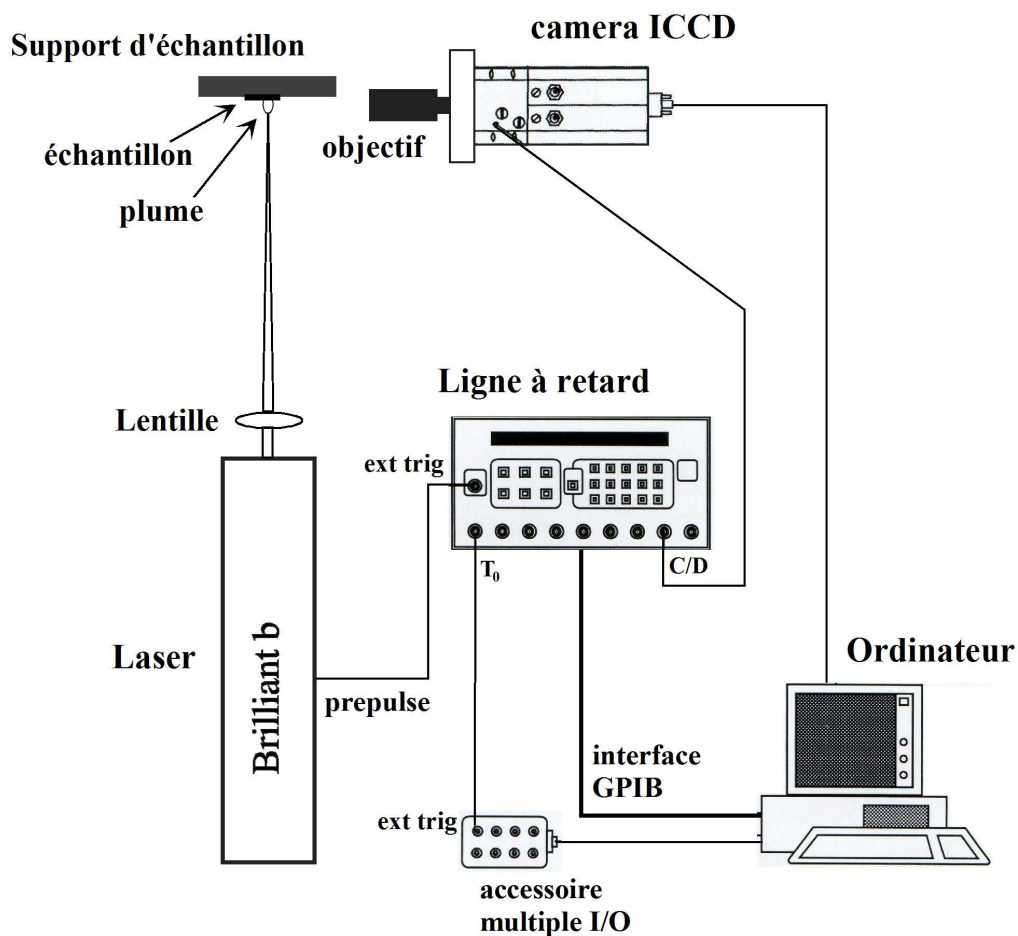 camera ICCD
Support d'échantillon
objectif
échantillon
plume
Ligne à retard
Lentille
ext trig
T0
C/D
Laser
Brilliant b
prepulse
Ordinateur
interface
GPIB
ext trig
accessoire
multiple I/O